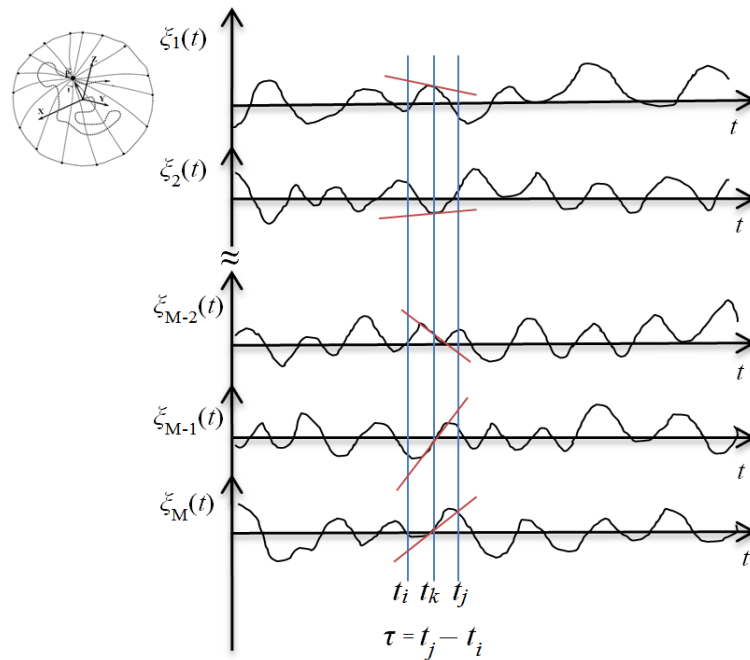 ξ₁(t)
Z
Y
X
t
ξ₂(t)
t
≈
ξM-2(t)
t
ξM-1(t)
t
ξM(t)
t
tᵢ tₖ tⱼ
τ = tⱼ – tᵢ